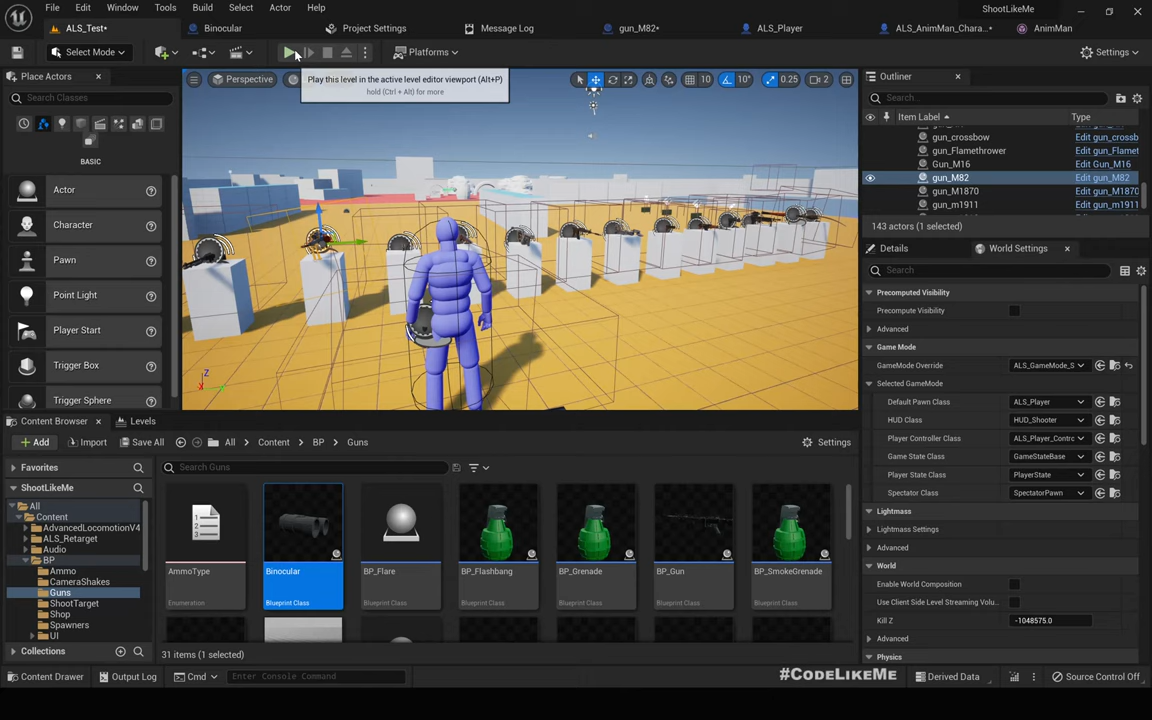 File Edit Window Tools Build Select Actor Help ShootLikeMe
ALS_Test* Binocular Project Settings Message Log gun_M82* ALS_Player ALS_AnimMan_Chara... AnimMan
Select Mode Platforms Settings
Place Actors Perspective Play this level in the active level editor viewport (Alt+P) 10 10° 0.25 2 Outliner
hold (Ctrl + Alt) for more
Search Classes Search...
Item Label Type
gun_crossbow Edit gun_crossb
BASIC gun_Flamethrower Edit gun_Flamet
Gun_M16 Edit Gun_M16
gun_M82 Edit gun_M82
Actor gun_M1870 Edit gun_M1870
gun_m1911 Edit gun_m1911
Character 143 actors (1 selected)
Details World Settings
Pawn Search
Point Light Precomputed Visibility
Precompute Visibility
Player Start Advanced
Game Mode
Trigger Box GameMode Override ALS_GameMode_S
Selected GameMode
Trigger Sphere Default Pawn Class ALS_Player
Z
X
Content Browser Levels HUD Class HUD_Shooter
Add Import Save All All Content BP Guns Settings Player Controller Class ALS_Player_Contrc
Game State Class GameStateBase
Favorites Search Guns Player State Class PlayerState
ShootLikeMe Spectator Class SpectatorPawn
All Lightmass
Content Lightmass Settings
AdvancedLocomotionV4
ALS_Retarget Advanced
Audio World
BP AmmoType Binocular BP_Flare BP_Flashbang BP_Grenade BP_Gun BP_SmokeGrenade
Ammo Enable World Composition
CameraShakes Use Client Side Level Streaming Volu...
Guns Enumeration Blueprint Class Blueprint Class Blueprint Class Blueprint Class Blueprint Class Blueprint Class
ShootTarget Kill Z -1048575.0
Shop
Spawners Advanced
UI
Collections 31 items (1 selected) Physics
Content Drawer Output Log Cmd Enter Console Command #CODELIKEME Derived Data Source Control Off